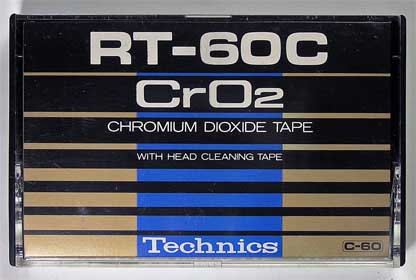 RT-60C
CrO2
CHROMIUM DIOXIDE TAPE
WITH HEAD CLEANING TAPE
Technics
C-60